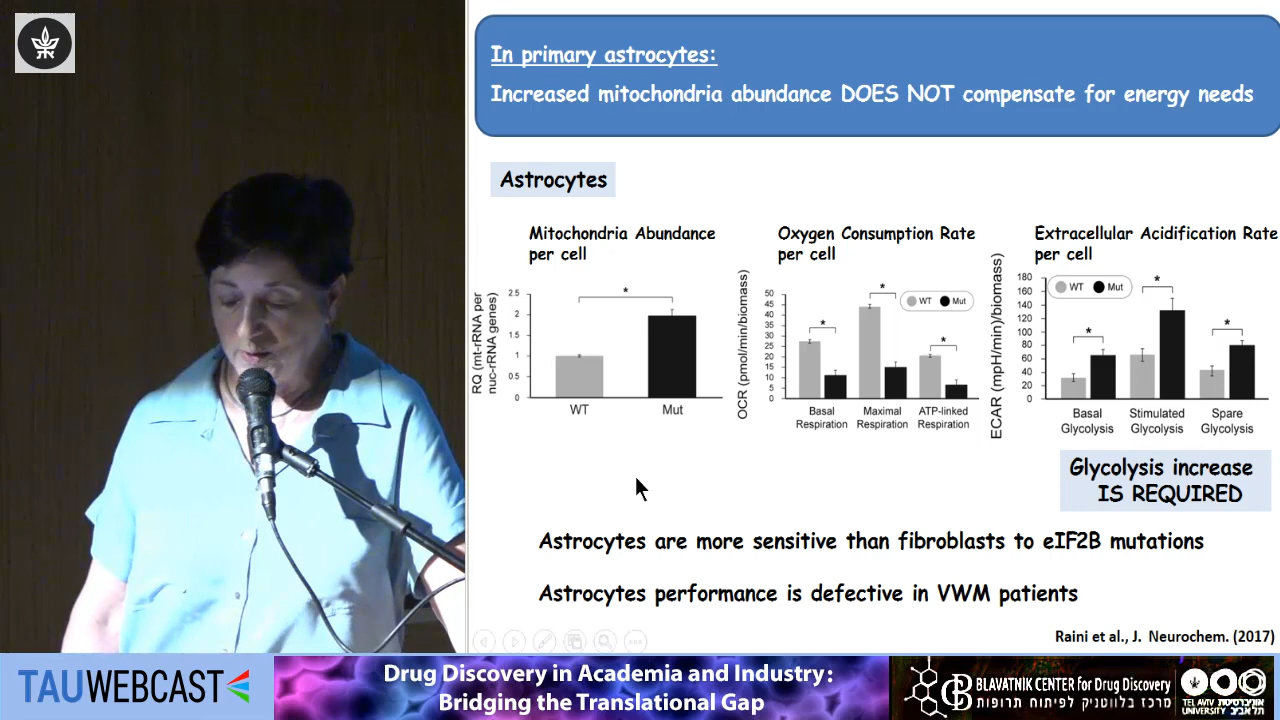 In primary astrocytes:
Increased mitochondria abundance DOES NOT compensate for energy needs
Astrocytes
Mitochondria Abundance
per cell
RQ (mt-rRNA per
nuc-rRNA genes)
2.5
2
1.5
1
0.5
0
*
WT
Mut
Oxygen Consumption Rate
per cell
OCR (pmol/min/biomass)
50
45
40
35
30
25
20
15
10
5
0
WT Mut
*
*
*
Basal
Respiration
Maximal
Respiration
ATP-linked
Respiration
Extracellular Acidification Rate
per cell
ECAR (mpH/min)/biomass)
180
160
140
120
100
80
60
40
20
0
WT Mut
*
*
*
Basal
Glycolysis
Stimulated
Glycolysis
Spare
Glycolysis
Glycolysis increase
IS REQUIRED
Astrocytes are more sensitive than fibroblasts to eIF2B mutations
Astrocytes performance is defective in VWM patients
Raini et al., J. Neurochem. (2017)
TAUWEBCAST
Drug Discovery in Academia and Industry:
Bridging the Translational Gap
BLAVATNIK CENTER for Drug Discovery
מרכז בלווטניק לפיתוח תרופות
TEL AVIV אוניברסיטת
UNIVERSITY תל אביב